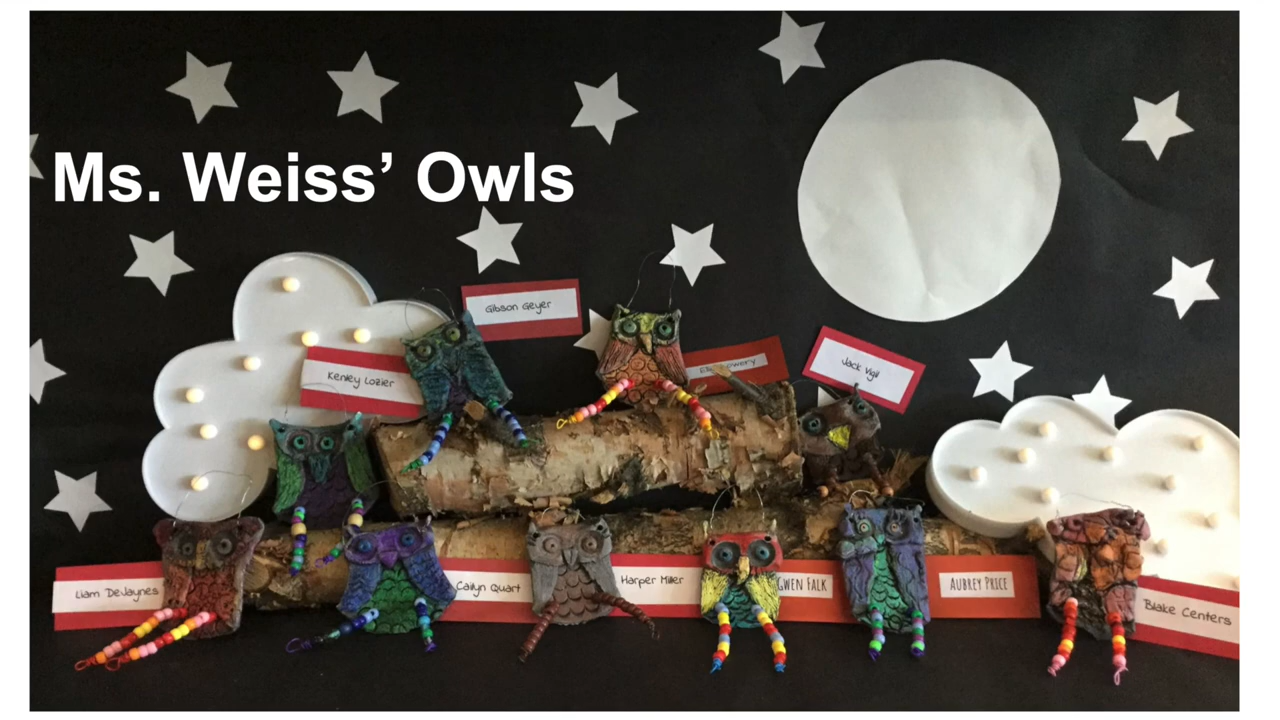 Ms. Weiss’ Owls
Gibson Geyer
Kenley Lozier
Jack Vigil
Liam DeJaynes
Cailyn Quart
Harper Miller
GWEN FALK
AUBREY PRICE
Blake Centers